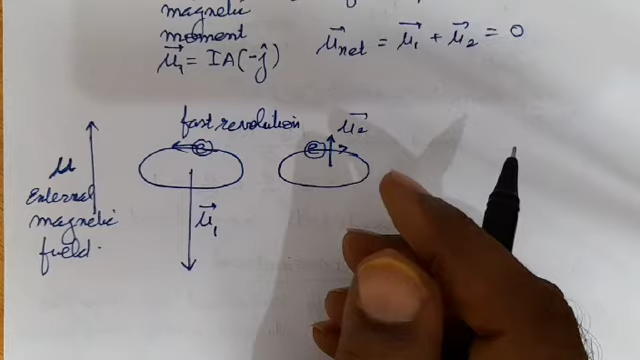 magnetic
moment
μ⃗₁ = IA(-ĵ)
μ⃗net = μ⃗₁ + μ⃗₂ = 0
fast revolution
μ⃗₂
e
e
μ
External
magnetic
field.
μ⃗₁